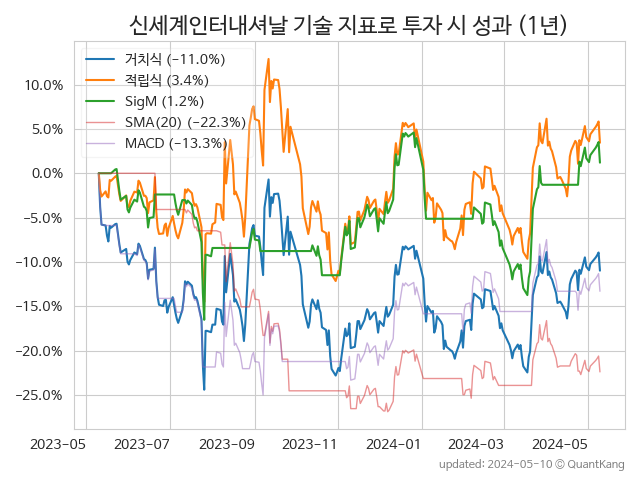 신세계인터내셔날 기술 지표로 투자 시 성과 (1년)
거치식 (−11.0%)
적립식 (3.4%)
SigM (1.2%)
SMA(20) (−22.3%)
MACD (−13.3%)
10.0%
5.0%
0.0%
−5.0%
−10.0%
−15.0%
−20.0%
−25.0%
2023-05 2023-07 2023-09 2023-11 2024-01 2024-03 2024-05
updated: 2024-05-10 © QuantKang